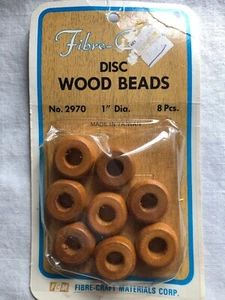 Fibre-C
DISC
WOOD BEADS
No. 2970 1" Dia. 8 Pcs.
MADE IN TAIWAN
FIBRE-CRAFT MATERIALS CORP.